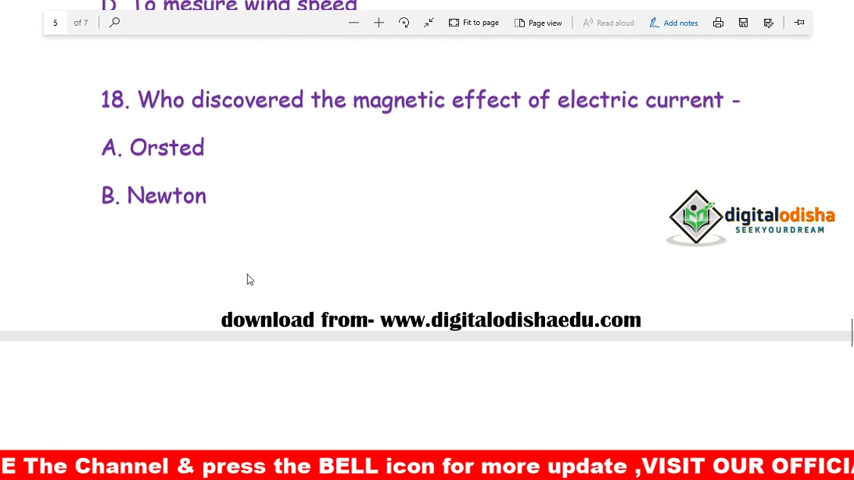 D. To mesure wind speed
5 of 7
Fit to page
Page view
Read aloud
Add notes
18. Who discovered the magnetic effect of electric current -
A. Orsted
B. Newton
digitalodisha
SEEKYOURDREAM
download from- www.digitalodishaedu.com
E The Channel & press the BELL icon for more update ,VISIT OUR OFFICI